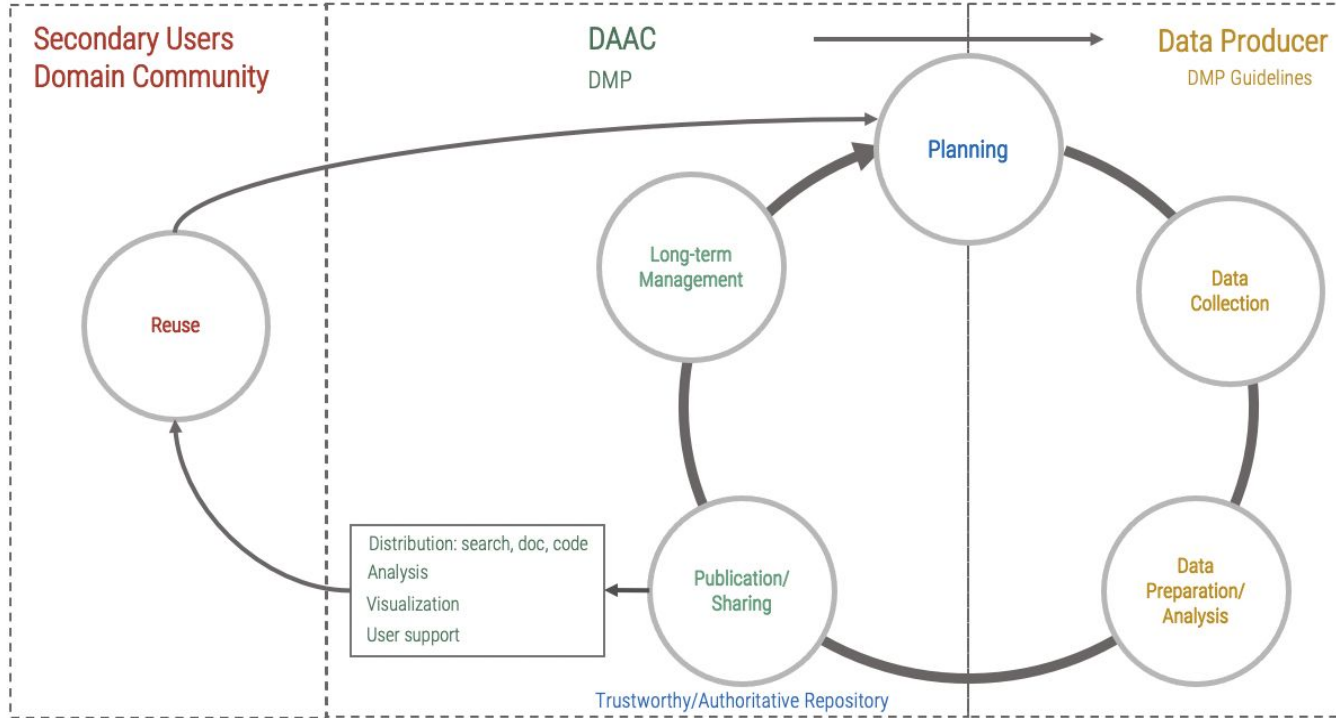 Secondary Users
Domain Community
DAAC
DMP
Data Producer
DMP Guidelines
Planning
Long-term
Management
Data
Collection
Reuse
Distribution: search, doc, code
Analysis
Visualization
User support
Publication/
Sharing
Data
Preparation/
Analysis
Trustworthy/Authoritative Repository